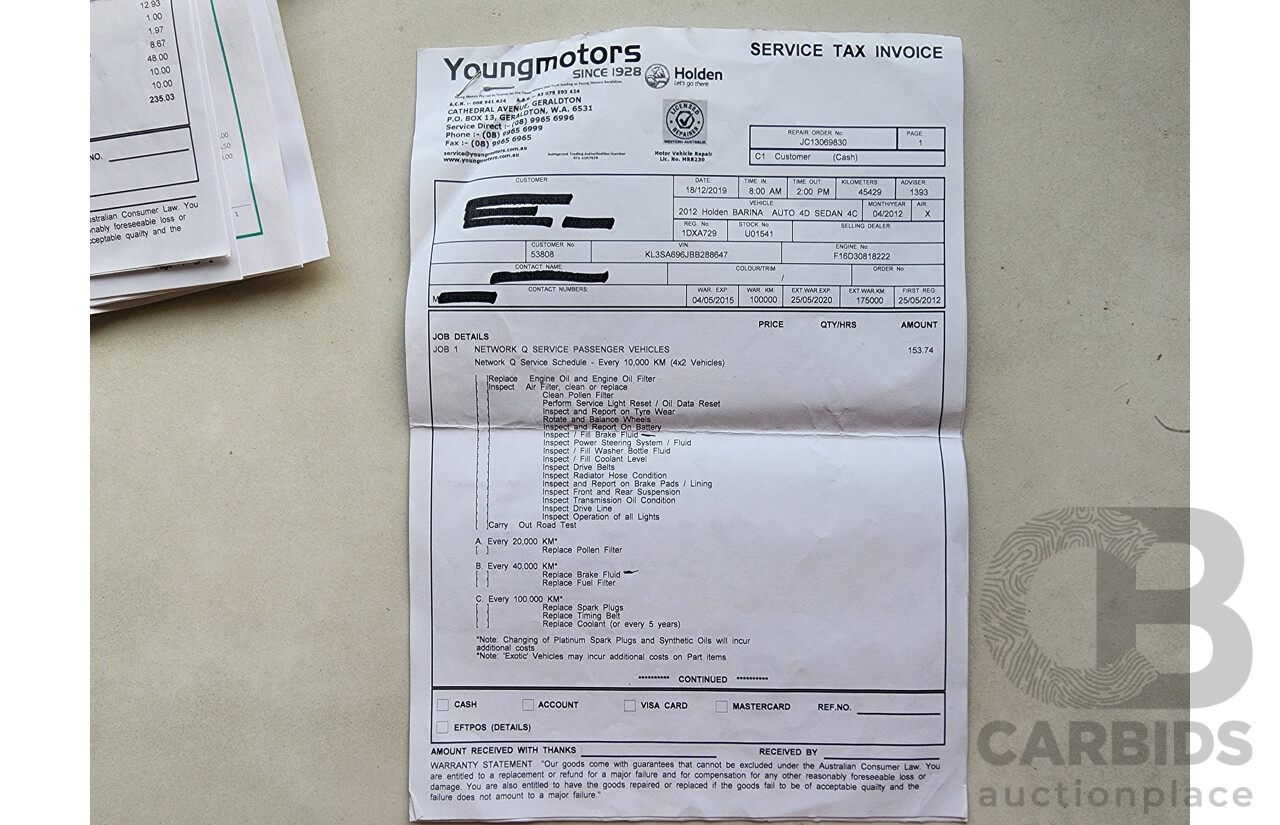 12.93
1.00
1.97
8.67
48.00
10.00
10.00
235.03
NO.
ustralian Consumer Law. You
nably foreseeable loss or
cceptable quality and the
.00
.50
.00
1
Youngmotors
SINCE 1928
Holden
Let's go there
SERVICE TAX INVOICE
CATHEDRAL AVENUE, GERALDTON
P.O. BOX 13, GERALDTON, W.A. 6531
Service Direct :- (08) 9965 6996
Phone :- (08) 9965 6999
Fax :- (08) 9965 6965
service@youngmotors.com.au
www.youngmotors.com.au
LICENSED
REPAIRER
WESTERN AUSTRALIA
Motor Vehicle Repair
Lic. No. MRB230
REPAIR ORDER No: PAGE
JC13069830 1
C1 Customer (Cash)
CUSTOMER: DATE: TIME IN TIME OUT: KILOMETERS: ADVISER:
18/12/2019 8:00 AM 2:00 PM 45429 1393
VEHICLE MONTH/YEAR AIR
2012 Holden BARINA AUTO 4D SEDAN 4C 04/2012 X
REG No: STOCK No: SELLING DEALER
1DXA729 U01541
CUSTOMER No: VIN ENGINE No:
53808 KL3SA696JBB288647 F16D30818222
CONTACT NAME: COLOUR/TRIM ORDER No:
/
CONTACT NUMBERS: WAR. EXP. WAR. KM EXT.WAR.EXP. EXT.WAR.KM FIRST REG
M 04/05/2015 100000 25/05/2020 175000 25/05/2012
PRICE QTY/HRS AMOUNT
JOB DETAILS
JOB 1 NETWORK Q SERVICE PASSENGER VEHICLES 153.74
Network Q Service Schedule - Every 10,000 KM (4x2 Vehicles)
[ ]Replace Engine Oil and Engine Oil Filter
Inspect Air Filter, clean or replace
Clean Pollen Filter
Perform Service Light Reset / Oil Data Reset
Inspect and Report on Tyre Wear
Rotate and Balance Wheels
Inspect and Report On Battery
Inspect / Fill Brake Fluid
Inspect Power Steering System / Fluid
Inspect / Fill Washer Bottle Fluid
Inspect / Fill Coolant Level
Inspect Drive Belts
Inspect Radiator Hose Condition
Inspect and Report on Brake Pads / Lining
Inspect Front and Rear Suspension
Inspect Transmission Oil Condition
Inspect Drive Line
Inspect Operation of all Lights
[ ]Carry Out Road Test
A. Every 20,000 KM*
[ ] Replace Pollen Filter
B. Every 40,000 KM*
[ ] Replace Brake Fluid
[ ] Replace Fuel Filter
C. Every 100,000 KM*
[ ] Replace Spark Plugs
[ ] Replace Timing Belt
[ ] Replace Coolant (or every 5 years)
*Note: Changing of Platinum Spark Plugs and Synthetic Oils will incur
additional costs
*Note: 'Exotic' Vehicles may incur additional costs on Part items
********** CONTINUED **********
CASH ACCOUNT VISA CARD MASTERCARD REF.NO.
EFTPOS (DETAILS)
AMOUNT RECEIVED WITH THANKS : RECEIVED BY
WARRANTY STATEMENT "Our goods come with guarantees that cannot be excluded under the Australian Consumer Law. You
are entitled to a replacement or refund for a major failure and for compensation for any other reasonably foreseeable loss or
damage. You are also entitled to have the goods repaired or replaced if the goods fail to be of acceptable quality and the
failure does not amount to a major failure."
CB
CARBIDS
auctionplace